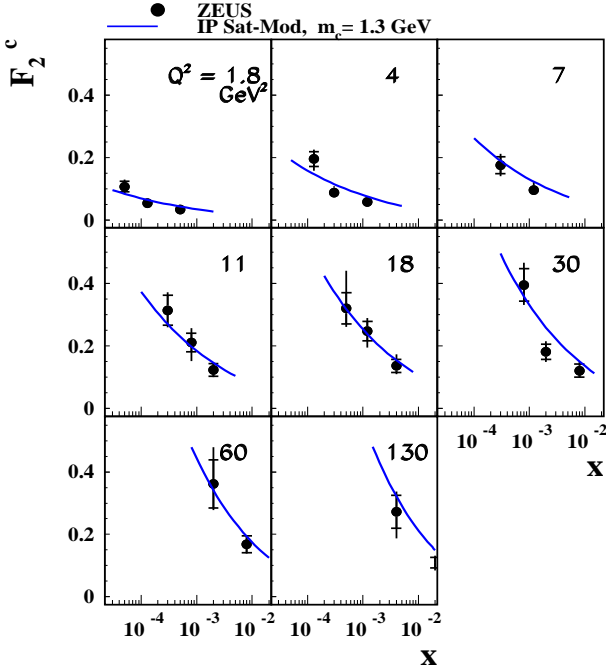 ZEUS
IP Sat-Mod, m_c= 1.3 GeV
F_2^c
Q² = 1.8
GeV²
4
7
0.4
0.2
0
11
18
30
0.4
0.2
0
10⁻⁴ 10⁻³ 10⁻²
x
60
130
0.4
0.2
0
10⁻⁴ 10⁻³ 10⁻² 10⁻⁴ 10⁻³ 10⁻²
x